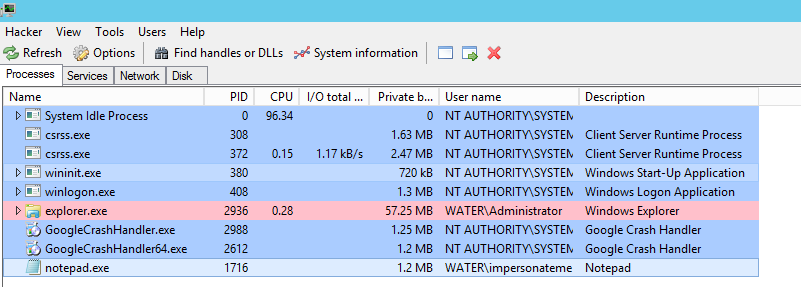 Hacker View Tools Users Help
Refresh Options Find handles or DLLs System information
Processes Services Network Disk
Name PID CPU I/O total ... Private b... User name Description
System Idle Process 0 96.34 0 NT AUTHORITY\SYSTEM
csrss.exe 308 1.63 MB NT AUTHORITY\SYSTEM Client Server Runtime Process
csrss.exe 372 0.15 1.17 kB/s 2.47 MB NT AUTHORITY\SYSTEM Client Server Runtime Process
wininit.exe 380 720 kB NT AUTHORITY\SYSTEM Windows Start-Up Application
winlogon.exe 408 1.3 MB NT AUTHORITY\SYSTEM Windows Logon Application
explorer.exe 2936 0.28 57.25 MB WATER\Administrator Windows Explorer
GoogleCrashHandler.exe 2988 1.25 MB NT AUTHORITY\SYSTEM Google Crash Handler
GoogleCrashHandler64.exe 2612 1.2 MB NT AUTHORITY\SYSTEM Google Crash Handler
notepad.exe 1716 1.2 MB WATER\impersonateme Notepad